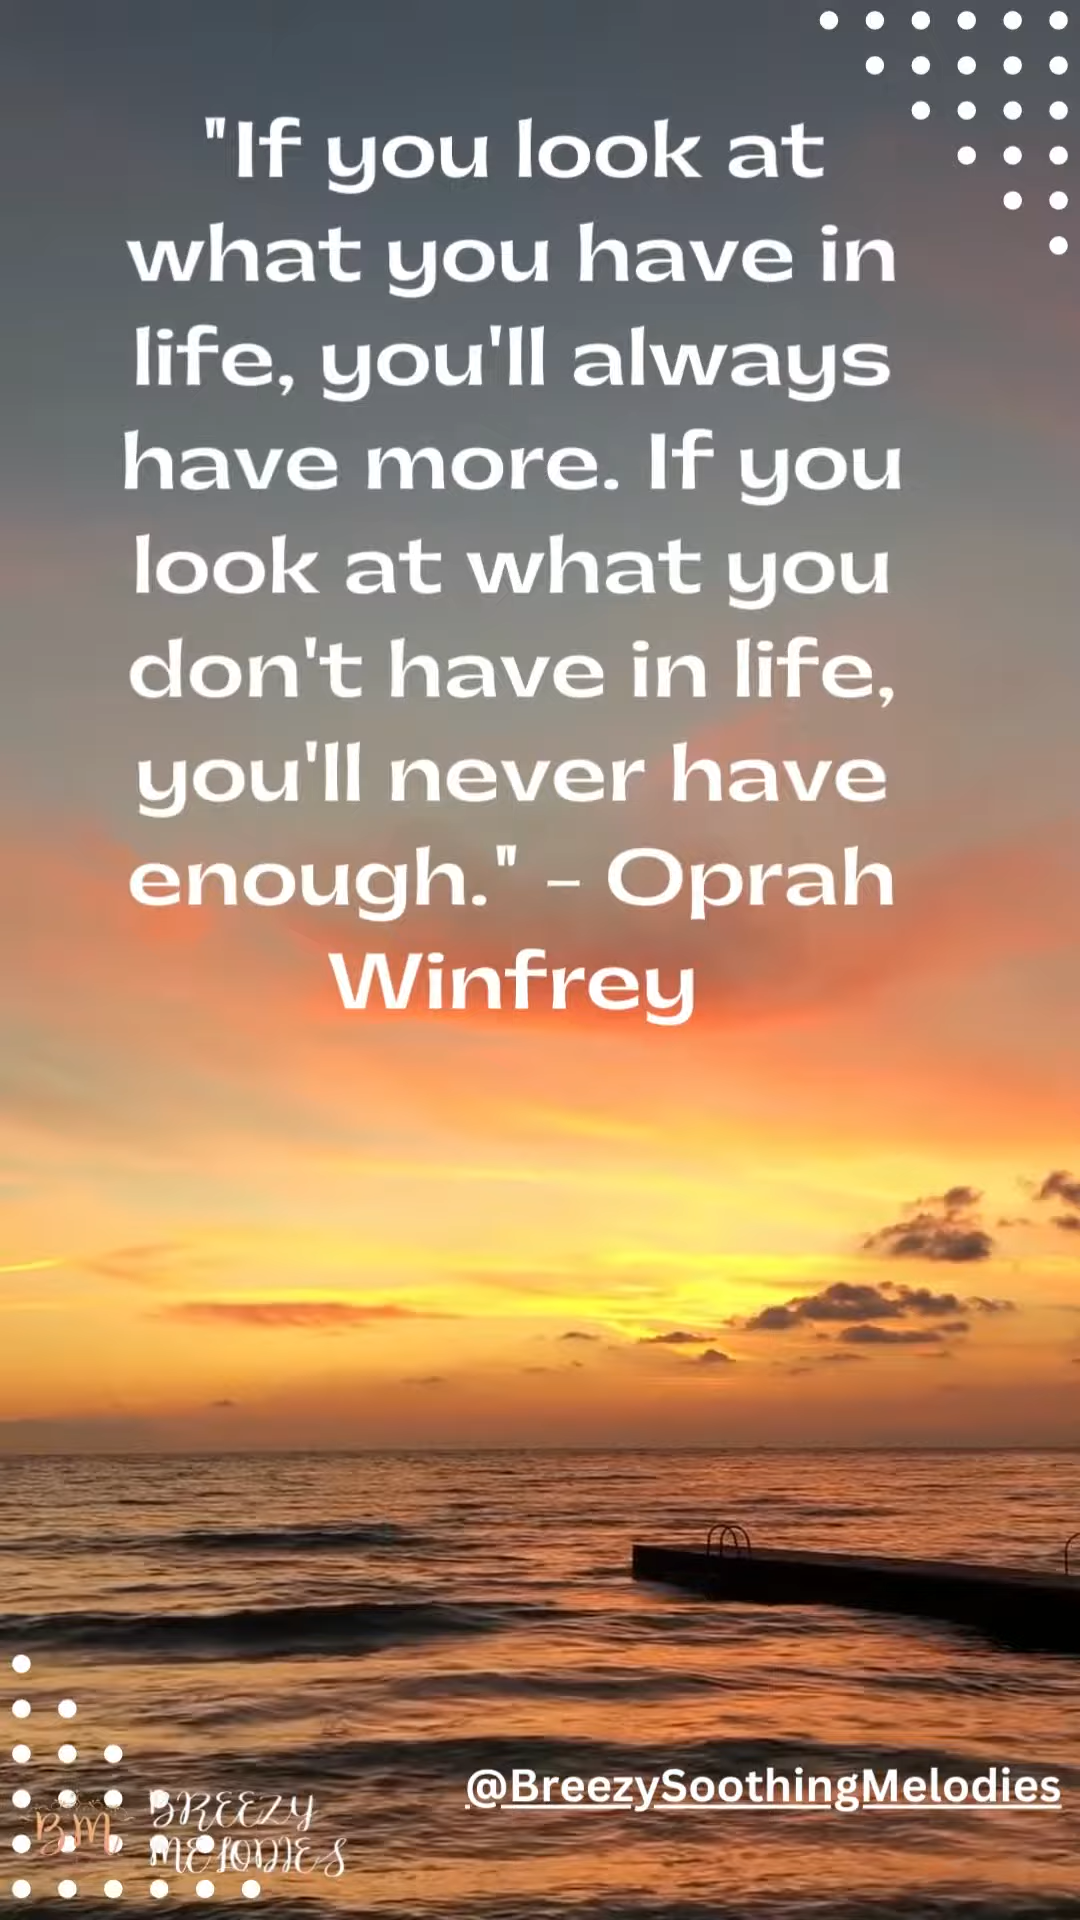 "If you look at
what you have in
life, you'll always
have more. If you
look at what you
don't have in life,
you'll never have
enough." - Oprah
Winfrey
@BreezySoothingMelodies
BM
BREEZY
MELODIES